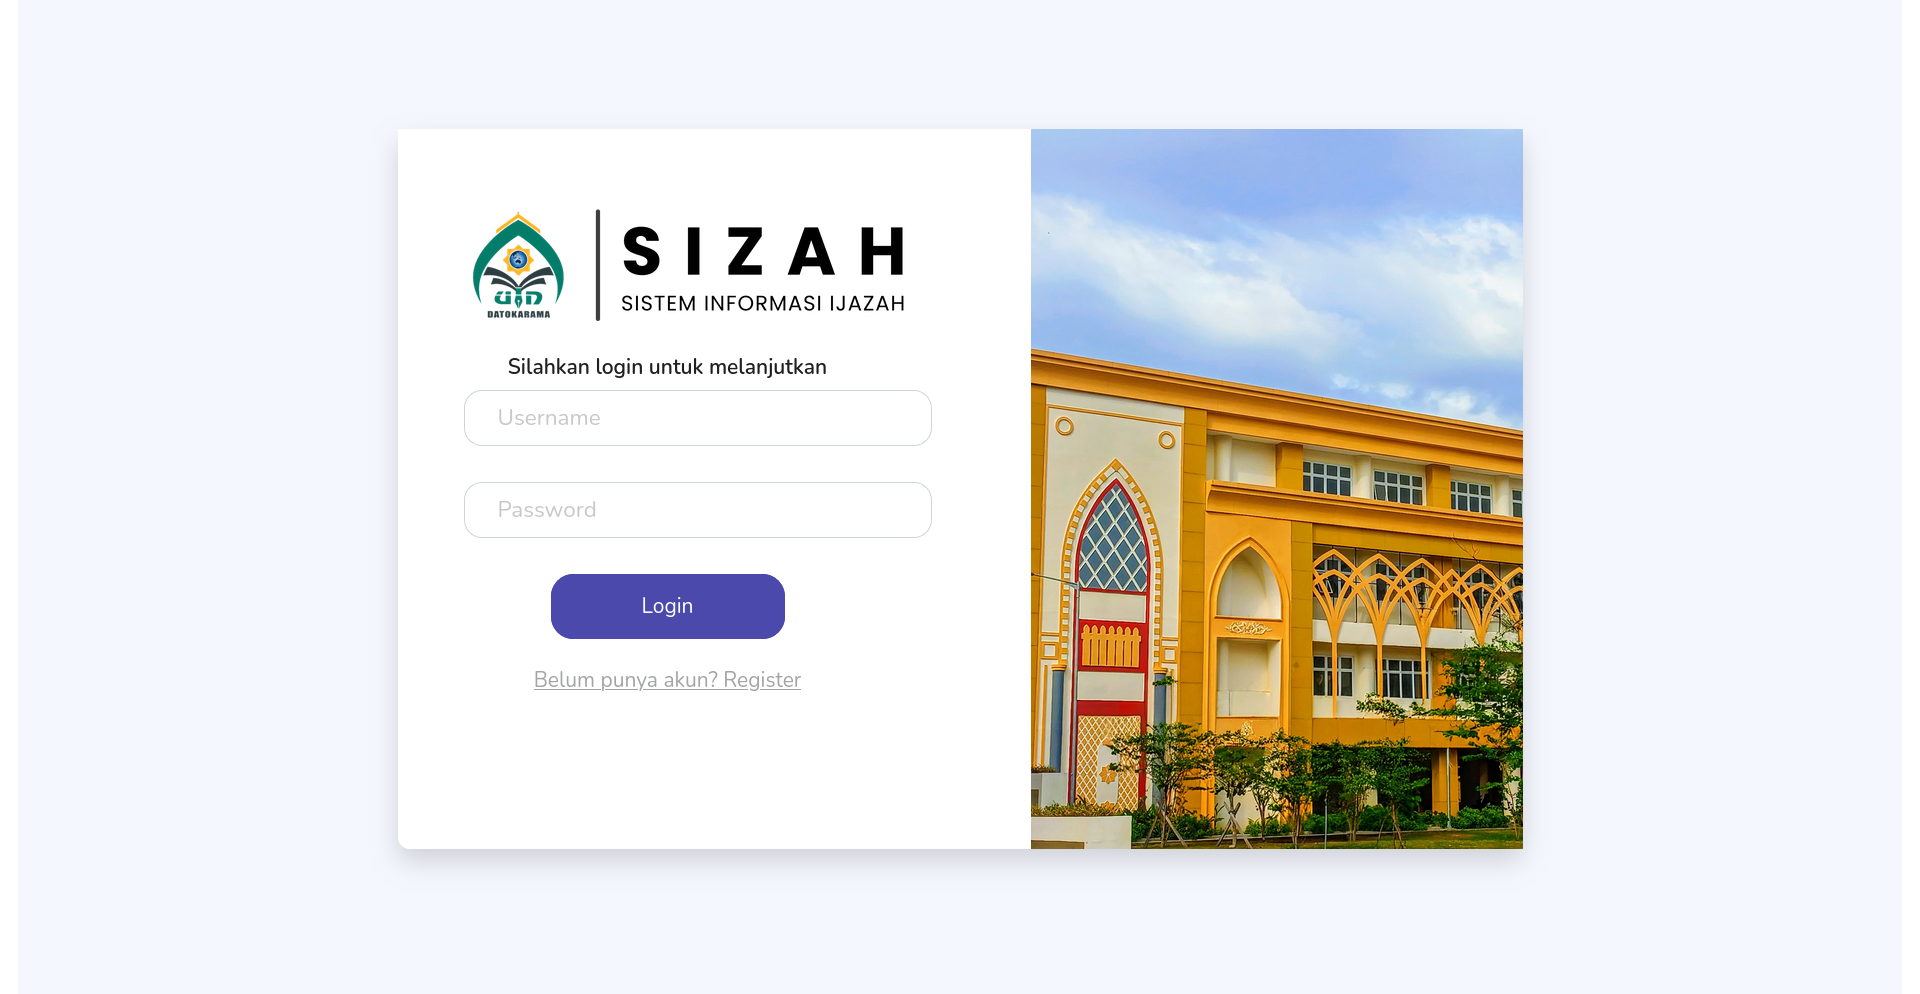 UIN
DATOKARAMA
SIZAH
SISTEM INFORMASI IJAZAH
Silahkan login untuk melanjutkan
Username
Password
Login
Belum punya akun? Register